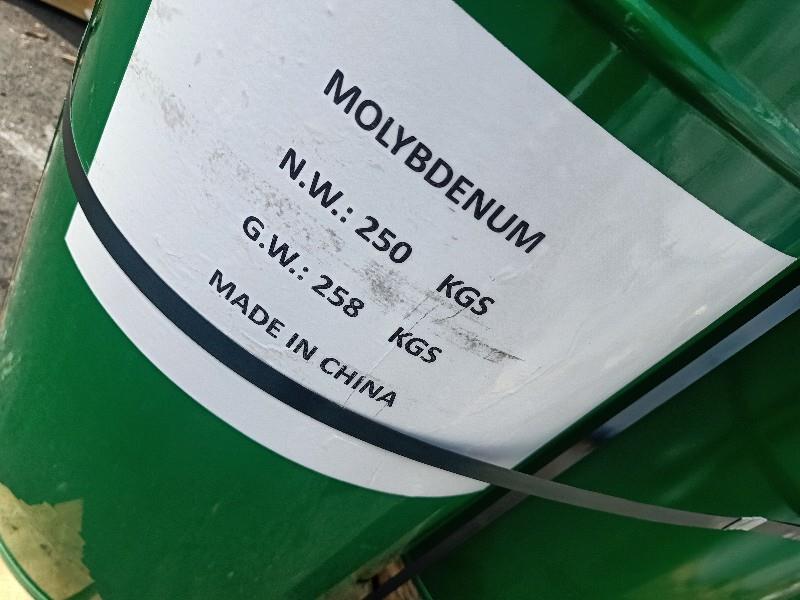 MOLYBDENUM
N.W.: 250 KGS
G.W.: 258 KGS
MADE IN CHINA